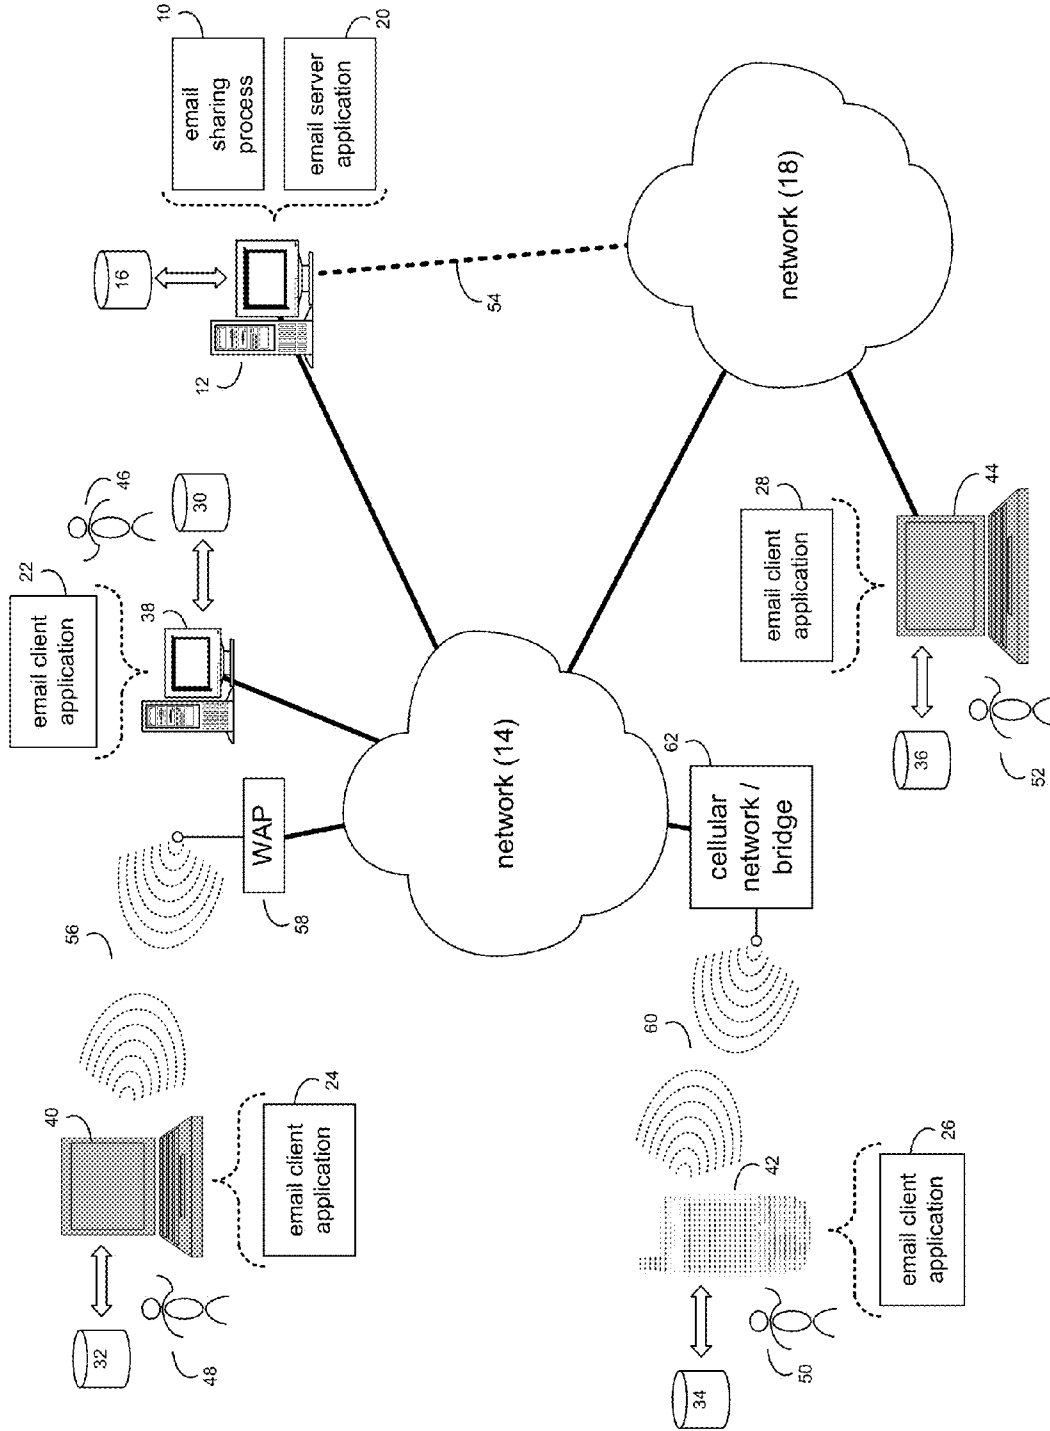 32
48
40
email client
application
24
56
WAP
58
email client
application
22
38
46
30
16
12
email
sharing
process
10
email server
application
20
54
network (14)
network (18)
34
50
42
email client
application
26
60
cellular
network /
bridge
62
email client
application
28
36
52
44